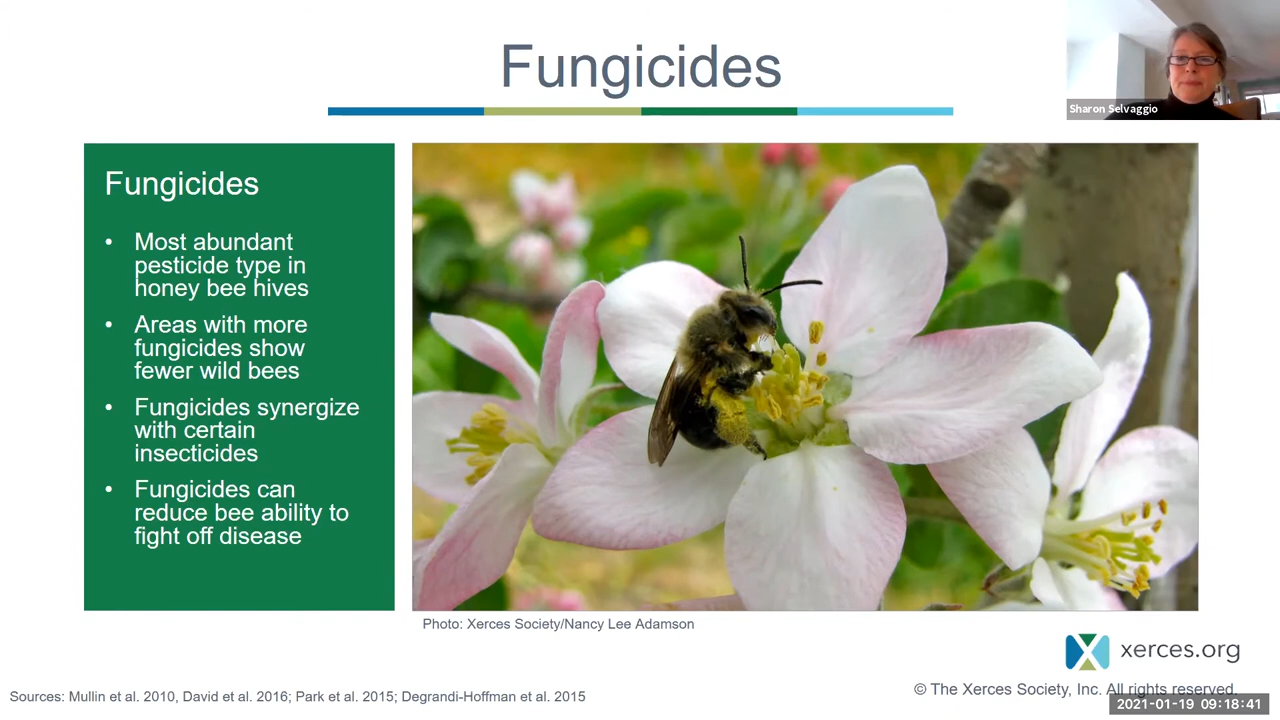 Fungicides
Sharon Selvaggio
Fungicides
• Most abundant
pesticide type in
honey bee hives
• Areas with more
fungicides show
fewer wild bees
• Fungicides synergize
with certain
insecticides
• Fungicides can
reduce bee ability to
fight off disease
Photo: Xerces Society/Nancy Lee Adamson
xerces.org
Sources: Mullin et al. 2010, David et al. 2016; Park et al. 2015; Degrandi-Hoffman et al. 2015
© The Xerces Society, Inc. All rights reserved.
2021-01-19 09:18:41